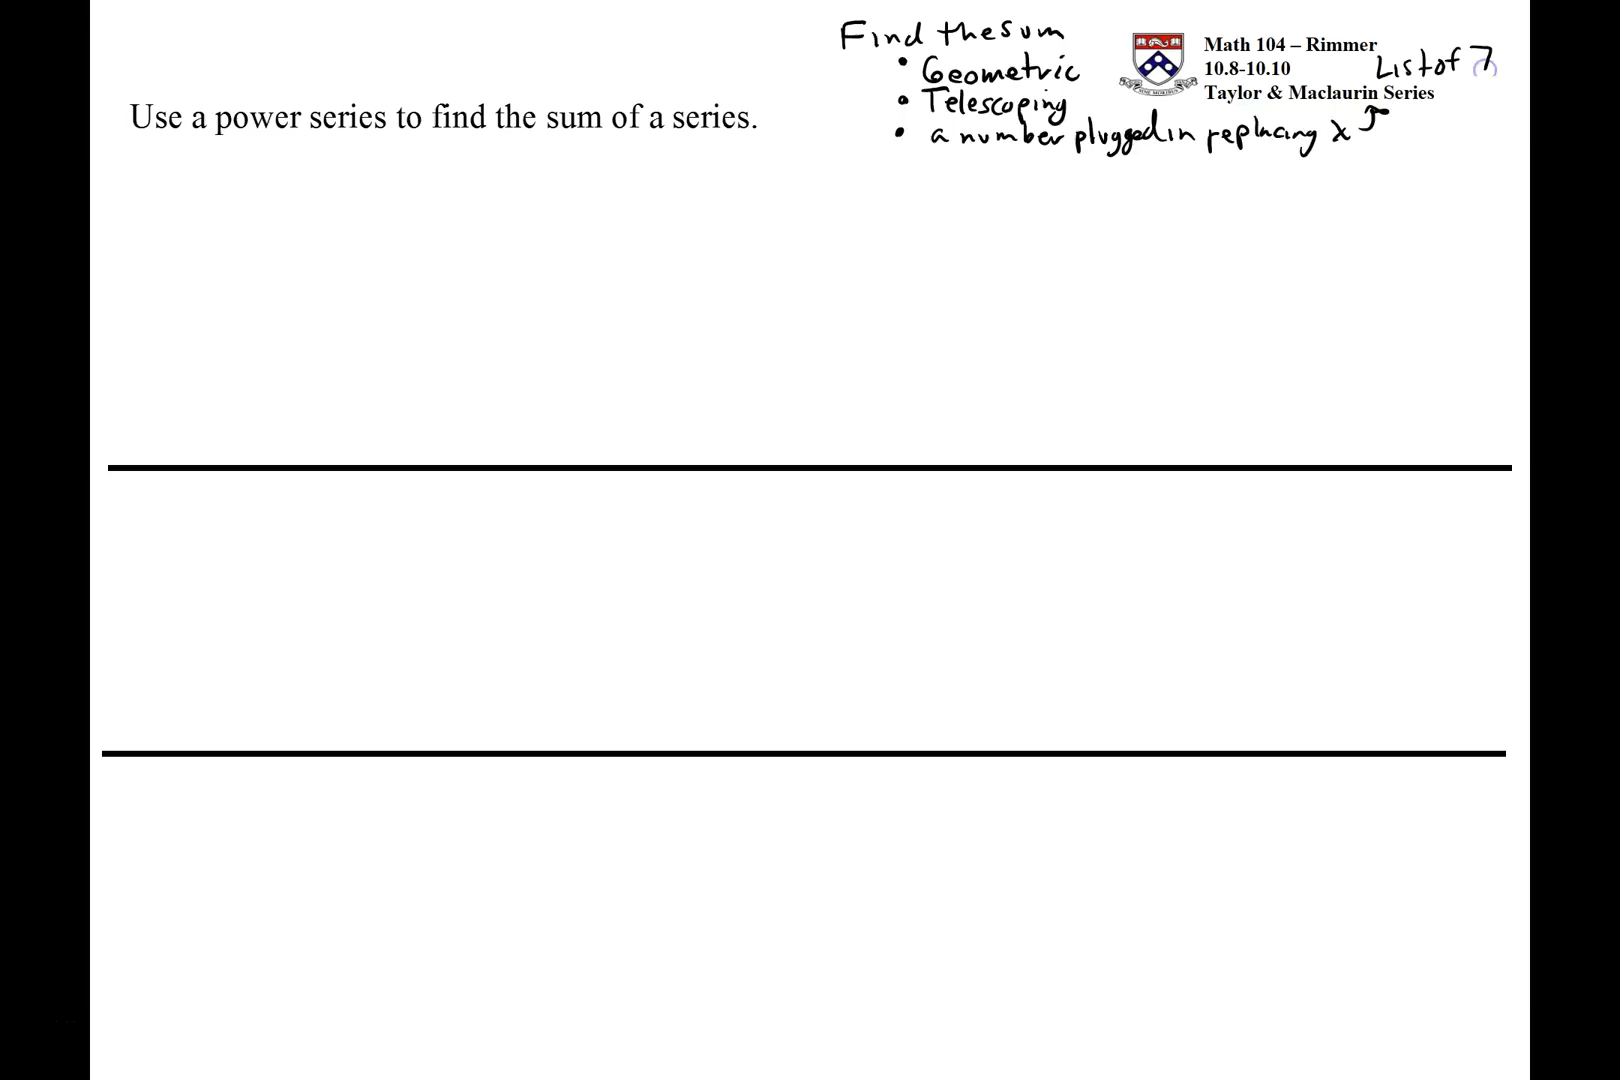 Find the sum
• Geometric
• Telescoping
• a number plugged in replacing x
Math 104 – Rimmer
10.8-10.10
Taylor & Maclaurin Series
List of 7
Use a power series to find the sum of a series.